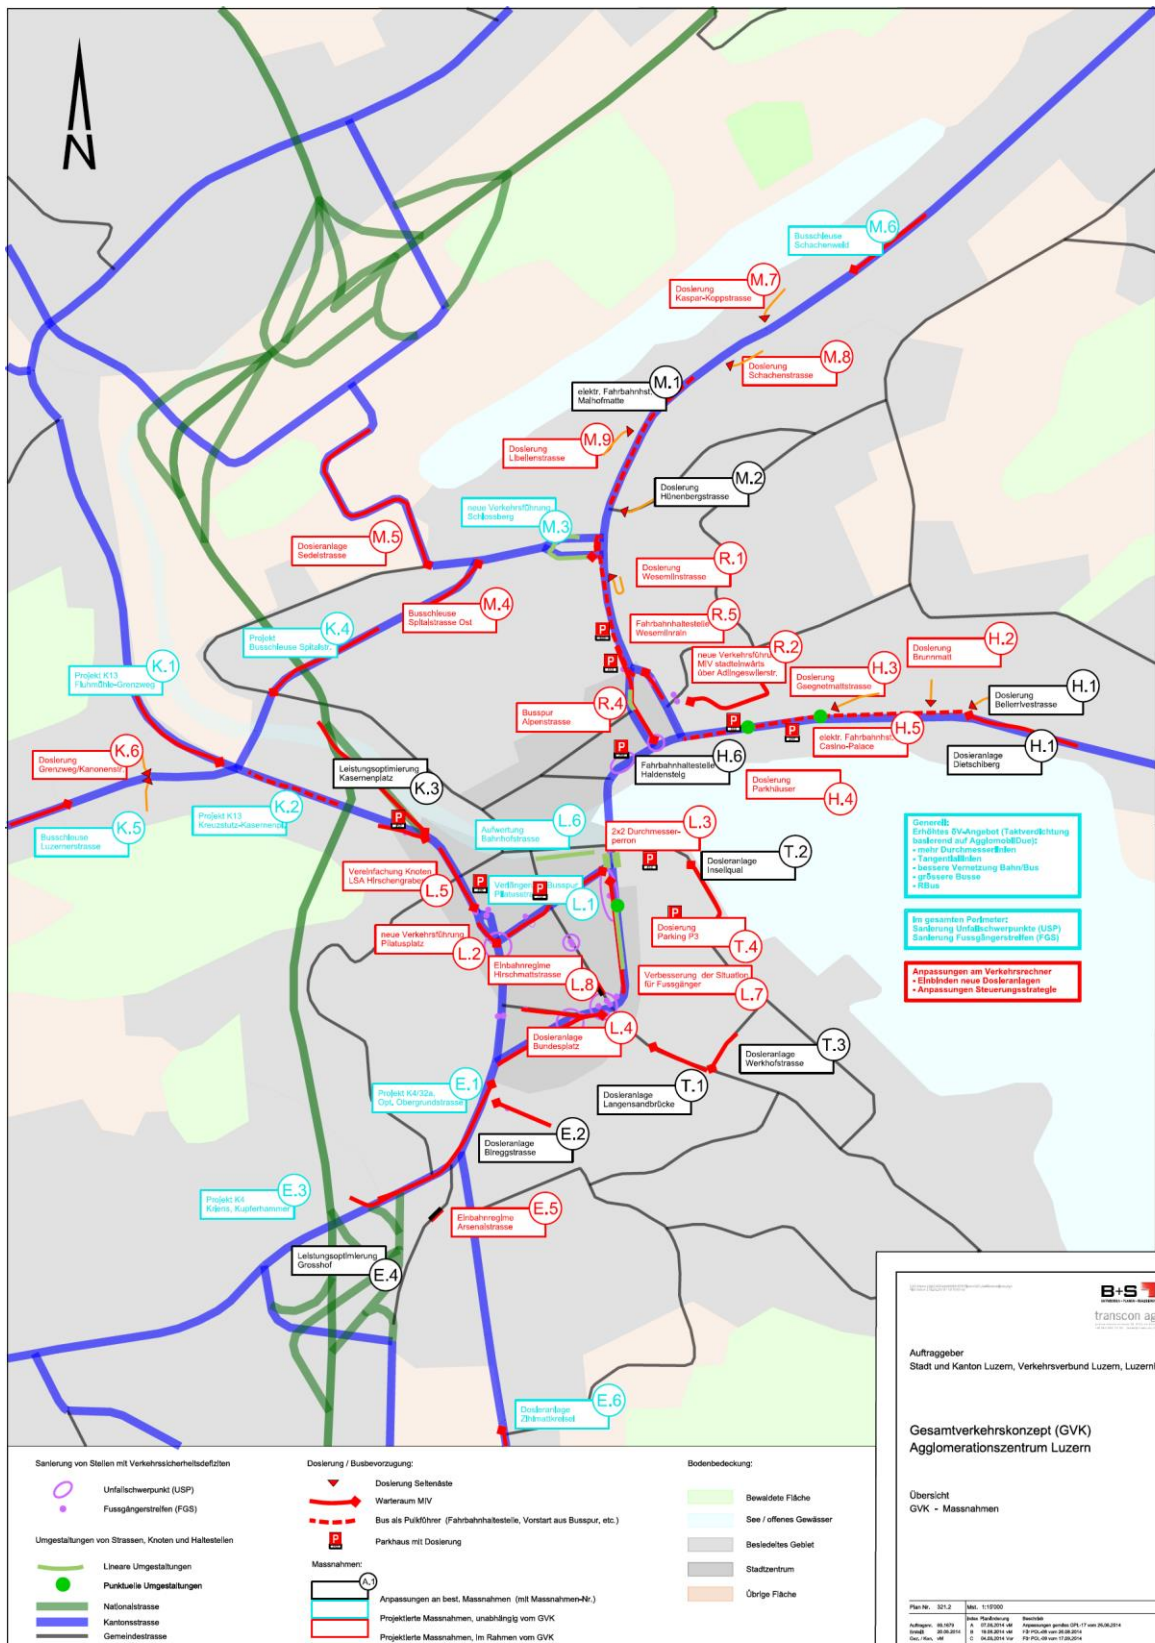 N
Busschleuse
Schachenwald
M.6
Dosierung
Kaspar-Koppstrasse
M.7
Dosierung
Schachenstrasse
M.8
elektr. Fahrbahnhst.
Maihofmatte
M.1
Dosierung
Libellenstrasse
M.9
Dosierung
Hünenbergstrasse
M.2
neue Verkehrsführung
Schlossberg
M.3
Dosieranlage
Sedelstrasse
M.5
Dosierung
Wesemlinstrasse
R.1
Busschleuse
Spitalstrasse Ost
M.4
Fahrbahnhaltestelle
Wesemlinrain
R.5
Projekt
Busschleuse Spitalstr.
K.4
neue Verkehrsführ
MIV stadteinwärts
über Adligeswilerstr.
R.2
Dosierung
Brunnmatt
H.2
Dosierung
Gsegnetmattstrasse
H.3
Dosierung
Bellerivestrasse
H.1
Projekt K13
Fluhmühle-Grenzweg
K.1
Busspur
Alpenstrasse
R.4
elektr. Fahrbahnhst.
Casino-Palace
H.5
Dosieranlage
Dietschiberg
H.1
Dosierung
Grenzweg/Kanonenstr.
K.6
Leistungsoptimierung
Kasernenplatz
K.3
Fahrbahnhaltestelle
Haldensteig
H.6
Dosierung
Parkhäuser
H.4
Projekt K13
Kreuzstutz-Kasernenpl.
K.2
Busschleuse
Luzernerstrasse
K.5
Aufwertung
Bahnhofstrasse
L.6
2x2 Durchmesser-
perron
L.3
Dosieranlage
Inseliquai
T.2
Generell:
Erhöhtes öV-Angebot (Taktverdichtung
basierend auf AgglomobilDue):
- mehr Durchmesserlinien
- Tangentiallinien
- bessere Vernetzung Bahn/Bus
- grössere Busse
- RBus
Vereinfachung Knoten
LSA Hirschengraben
L.5
Busspur
L.1
Im gesamten Perimeter:
Sanierung Unfallschwerpunkte (USP)
Sanierung Fussgängerstreifen (FGS)
neue Verkehrsführung
Pilatusplatz
L.2
Dosierung
Parking P3
T.4
Einbahnregime
Hirschmattstrasse
L.8
Verbesserung der Situation
für Fussgänger
L.7
Anpassungen am Verkehrsrechner
- Einbinden neue Dosieranlagen
- Anpassungen Steuerungsstrategie
Dosieranlage
Bundesplatz
L.4
Dosieranlage
Werkhofstrasse
T.3
Projekt K4/32a,
Opt. Obergrundstrasse
E.1
Dosieranlage
Langensandbrücke
T.1
Dosieranlage
Bireggstrasse
E.2
Projekt K4
Kriens, Kupferhammer
E.3
Einbahnregime
Arsenalstrasse
E.5
Leistungsoptimierung
Grosshof
E.4
Dosieranlage
Zihlmattkreisel
E.6
B+S
transcon ag
Auftraggeber
Stadt und Kanton Luzern, Verkehrsverbund Luzern, Luzern
Gesamtverkehrskonzept (GVK)
Agglomerationszentrum Luzern
Übersicht
GVK - Massnahmen
Plan Nr. 321.2 Mst. 1:10'000
Sanierung von Stellen mit Verkehrssicherheitsdefiziten
Unfallschwerpunkt (USP)
Fussgängerstreifen (FGS)
Umgestaltungen von Strassen, Knoten und Haltestellen
Lineare Umgestaltungen
Punktuelle Umgestaltungen
Nationalstrasse
Kantonsstrasse
Gemeindestrasse
Dosierung / Busbevorzugung:
Dosierung Seitenäste
Warteraum MIV
Bus als Pulkführer (Fahrbahnhaltestelle, Vorstart aus Busspur, etc.)
P
Parkhaus mit Dosierung
Massnahmen:
A.1
Anpassungen an best. Massnahmen (mit Massnahmen-Nr.)
Projektierte Massnahmen, unabhängig vom GVK
Projektierte Massnahmen, im Rahmen vom GVK
Bodenbedeckung:
Bewaldete Fläche
See / offenes Gewässer
Besiedeltes Gebiet
Stadtzentrum
Übrige Fläche